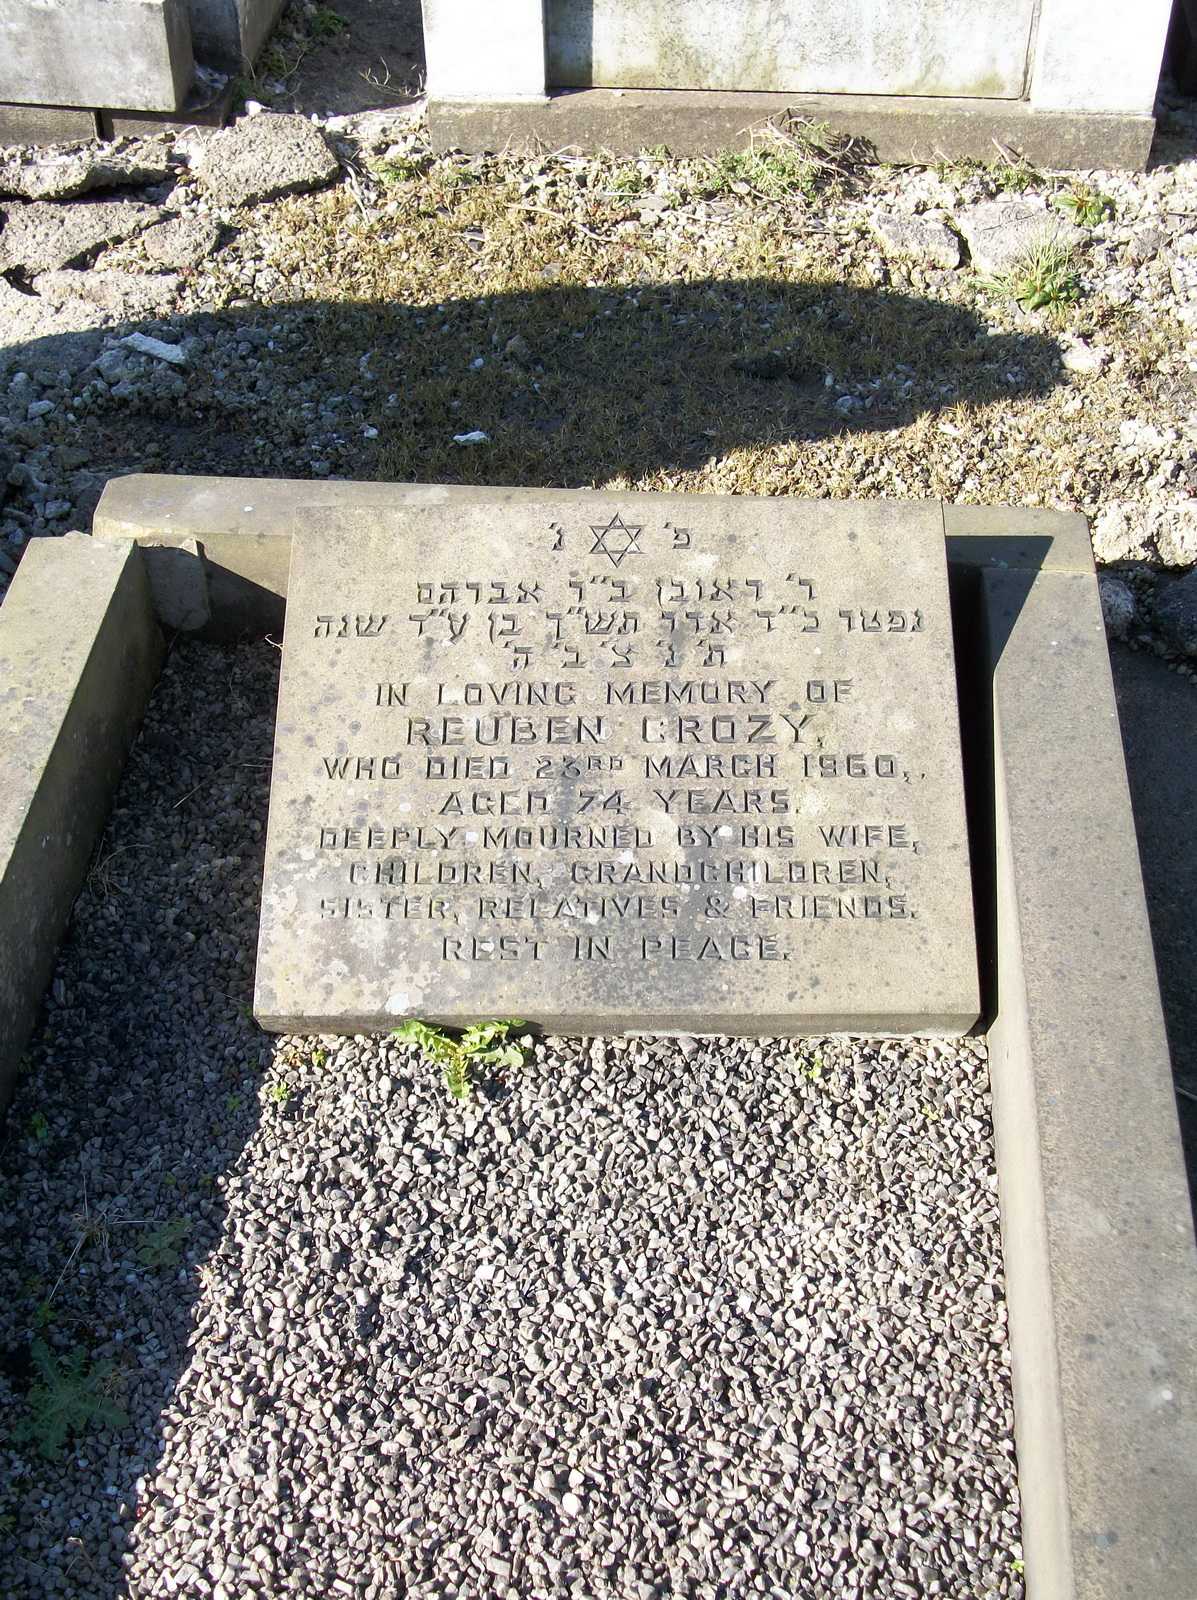 פ׳ נ׳
ר׳ ראובן ב״ר אברהם
נפטר כ״ד אדר תש״ך בן ע״ד שנה
ת׳ נ׳ צ׳ ב׳ ה׳
IN LOVING MEMORY OF
REUBEN CROZY,
WHO DIED 23RD MARCH 1960,
AGED 74 YEARS.
DEEPLY MOURNED BY HIS WIFE,
CHILDREN, GRANDCHILDREN,
SISTER, RELATIVES & FRIENDS.
REST IN PEACE.